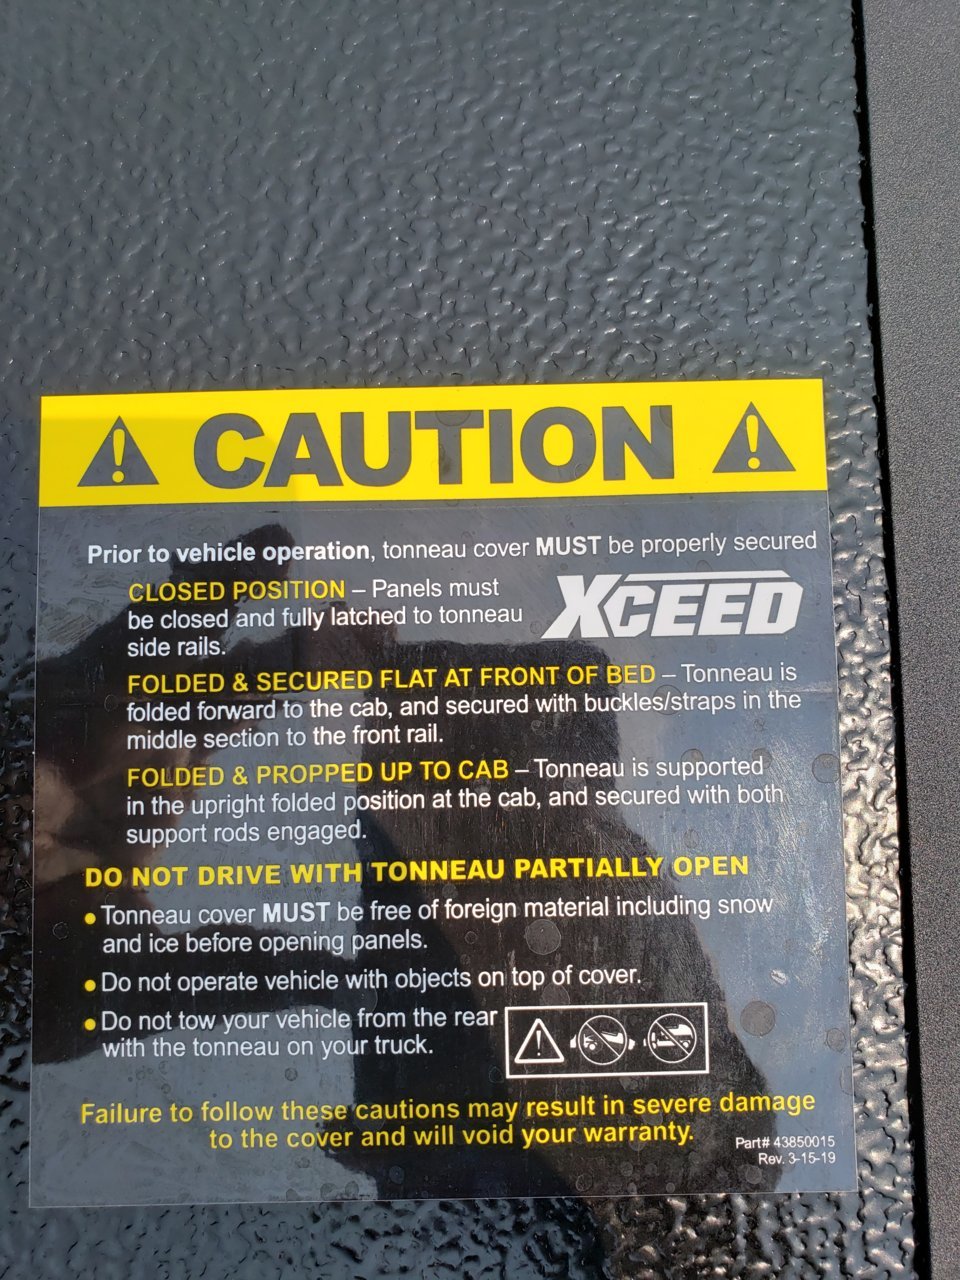 CAUTION
Prior to vehicle operation, tonneau cover MUST be properly secured
CLOSED POSITION – Panels must
be closed and fully latched to tonneau
side rails.
XCEED
FOLDED & SECURED FLAT AT FRONT OF BED – Tonneau is
folded forward to the cab, and secured with buckles/straps in the
middle section to the front rail.
FOLDED & PROPPED UP TO CAB – Tonneau is supported
in the upright folded position at the cab, and secured with both
support rods engaged.
DO NOT DRIVE WITH TONNEAU PARTIALLY OPEN
• Tonneau cover MUST be free of foreign material including snow
and ice before opening panels.
• Do not operate vehicle with objects on top of cover.
• Do not tow your vehicle from the rear
with the tonneau on your truck.
Failure to follow these cautions may result in severe damage
to the cover and will void your warranty.
Part# 43850015
Rev. 3-15-19